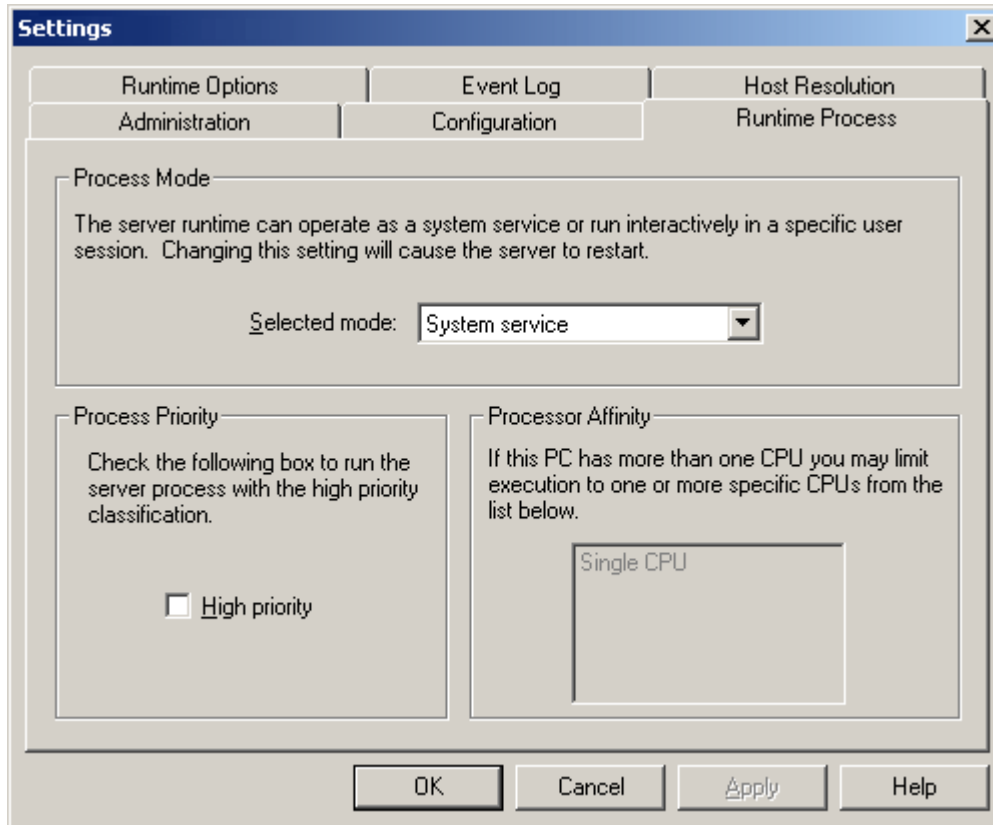 Settings
Runtime Options
Event Log
Host Resolution
Administration
Configuration
Runtime Process
Process Mode
The server runtime can operate as a system service or run interactively in a specific user
session.  Changing this setting will cause the server to restart.
Selected mode:
System service
Process Priority
Check the following box to run the
server process with the high priority
classification.
High priority
Processor Affinity
If this PC has more than one CPU you may limit
execution to one or more specific CPUs from the
list below.
Single CPU
OK
Cancel
Apply
Help